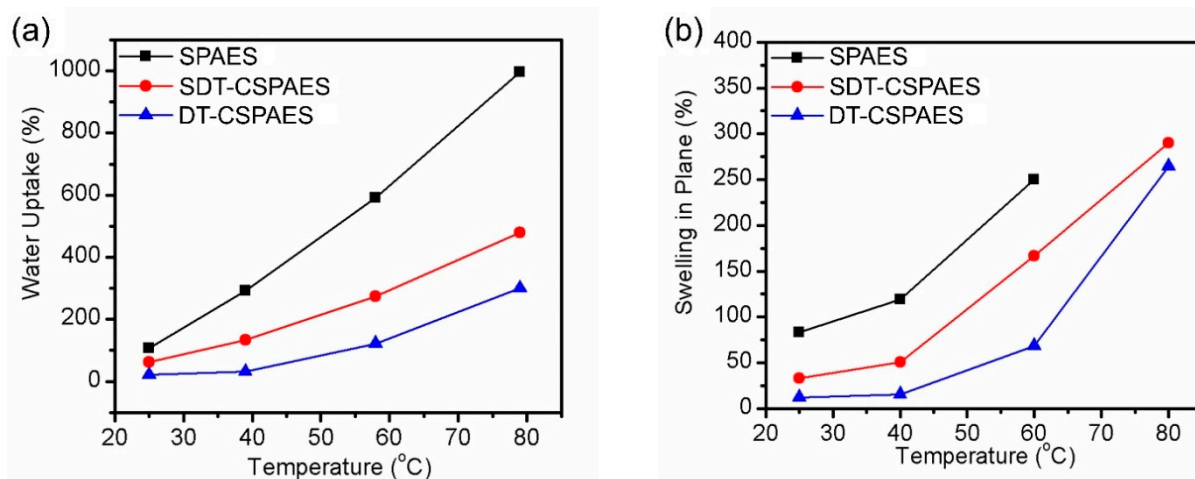 (a)
SPAES
SDT-CSPAES
DT-CSPAES
Water Uptake (%)
1000
800
600
400
200
0
20 30 40 50 60 70 80
Temperature (°C)
(b)
SPAES
SDT-CSPAES
DT-CSPAES
Swelling in Plane (%)
400
350
300
250
200
150
100
50
0
20 30 40 50 60 70 80
Temperature (°C)